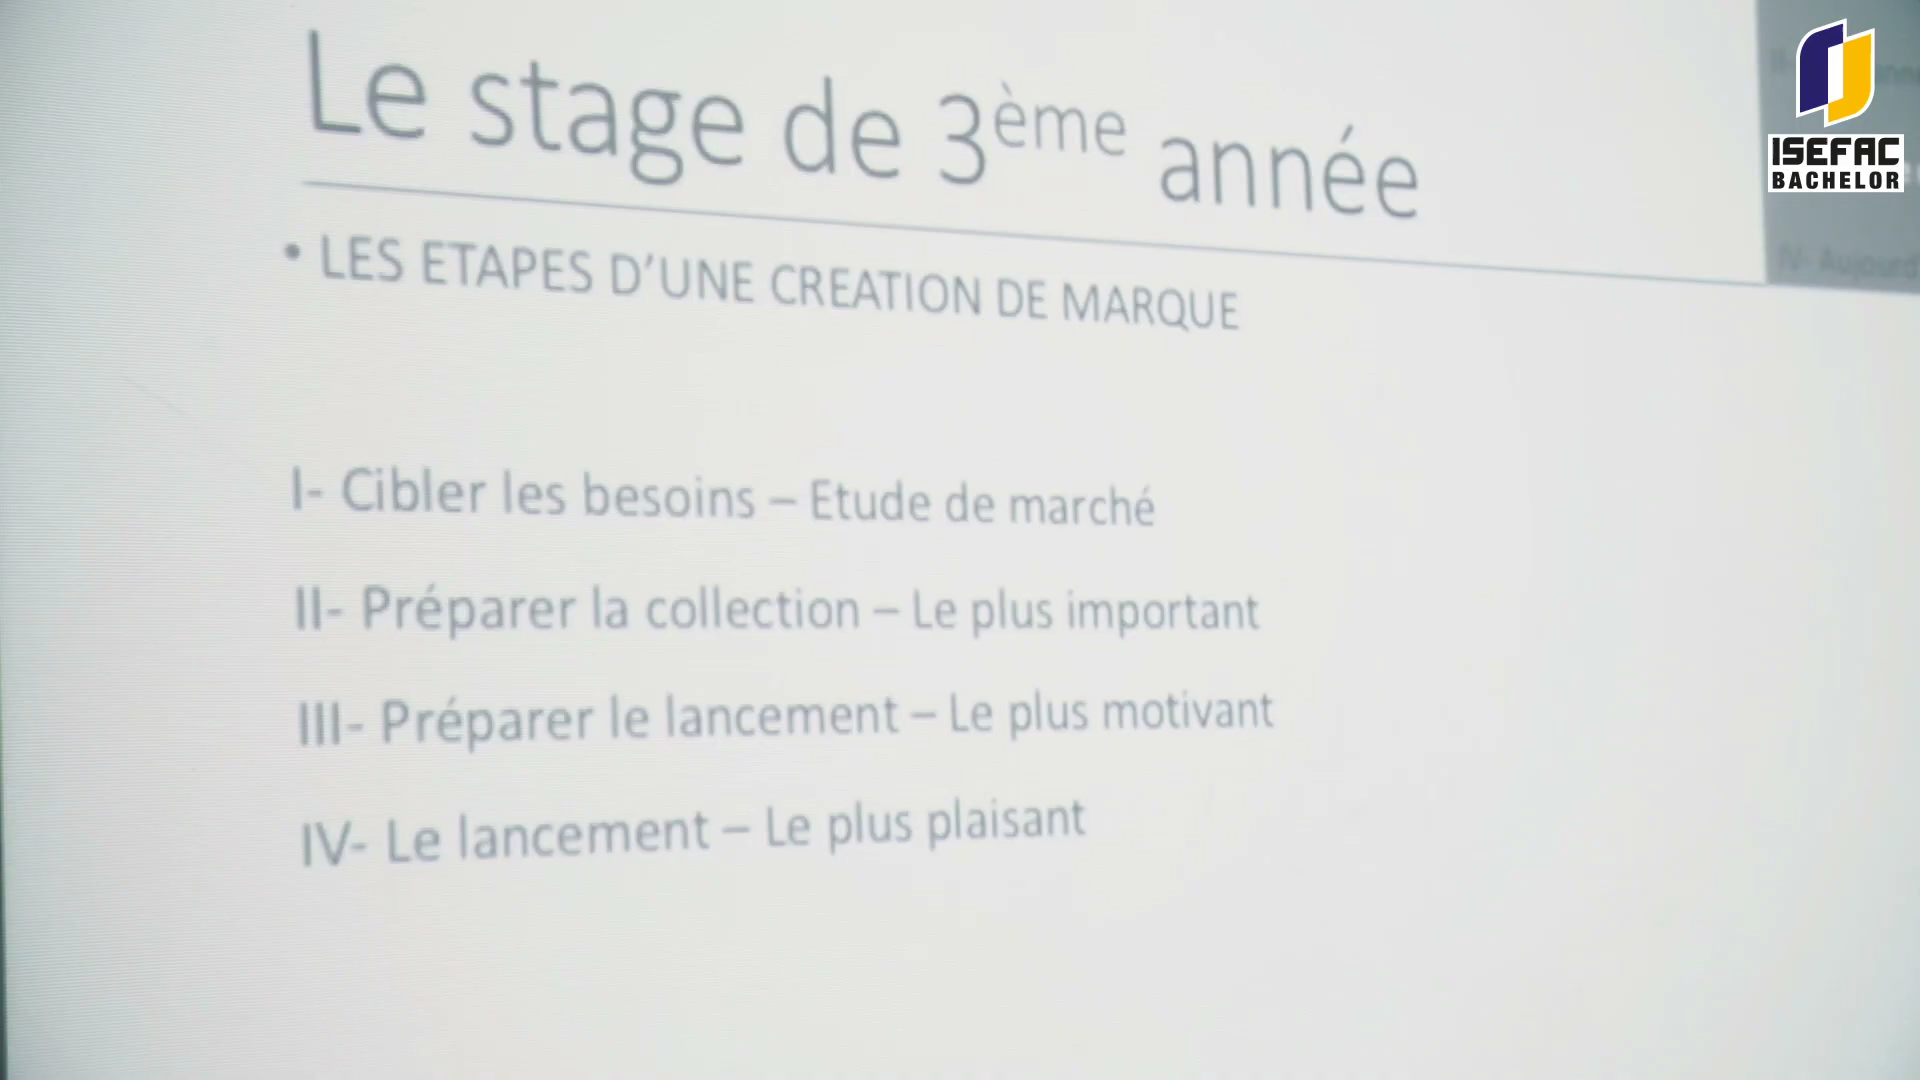 Le stage de 3ème année
• LES ETAPES D'UNE CREATION DE MARQUE
I- Cibler les besoins – Etude de marché
II- Préparer la collection – Le plus important
III- Préparer le lancement – Le plus motivant
IV- Le lancement – Le plus plaisant
ISEFAC
BACHELOR
IV- Aujourd